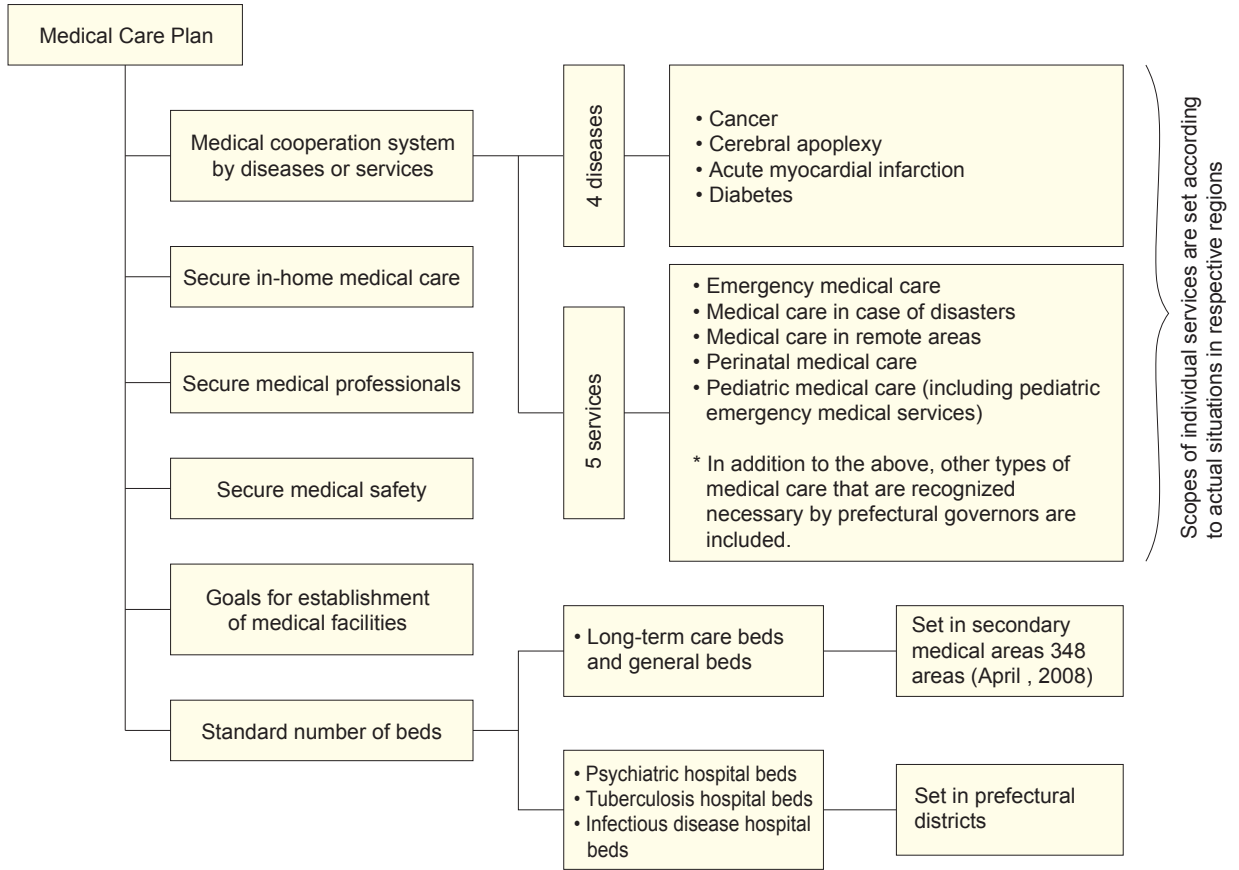 Medical Care Plan
Medical cooperation system
by diseases or services
4 diseases
• Cancer
• Cerebral apoplexy
• Acute myocardial infarction
• Diabetes
5 services
• Emergency medical care
• Medical care in case of disasters
• Medical care in remote areas
• Perinatal medical care
• Pediatric medical care (including pediatric
emergency medical services)
* In addition to the above, other types of
medical care that are recognized
necessary by prefectural governors are
included.
Scopes of individual services are set according
to actual situations in respective regions
Secure in-home medical care
Secure medical professionals
Secure medical safety
Goals for establishment
of medical facilities
Standard number of beds
• Long-term care beds
and general beds
Set in secondary
medical areas 348
areas (April , 2008)
• Psychiatric hospital beds
• Tuberculosis hospital beds
• Infectious disease hospital
beds
Set in prefectural
districts